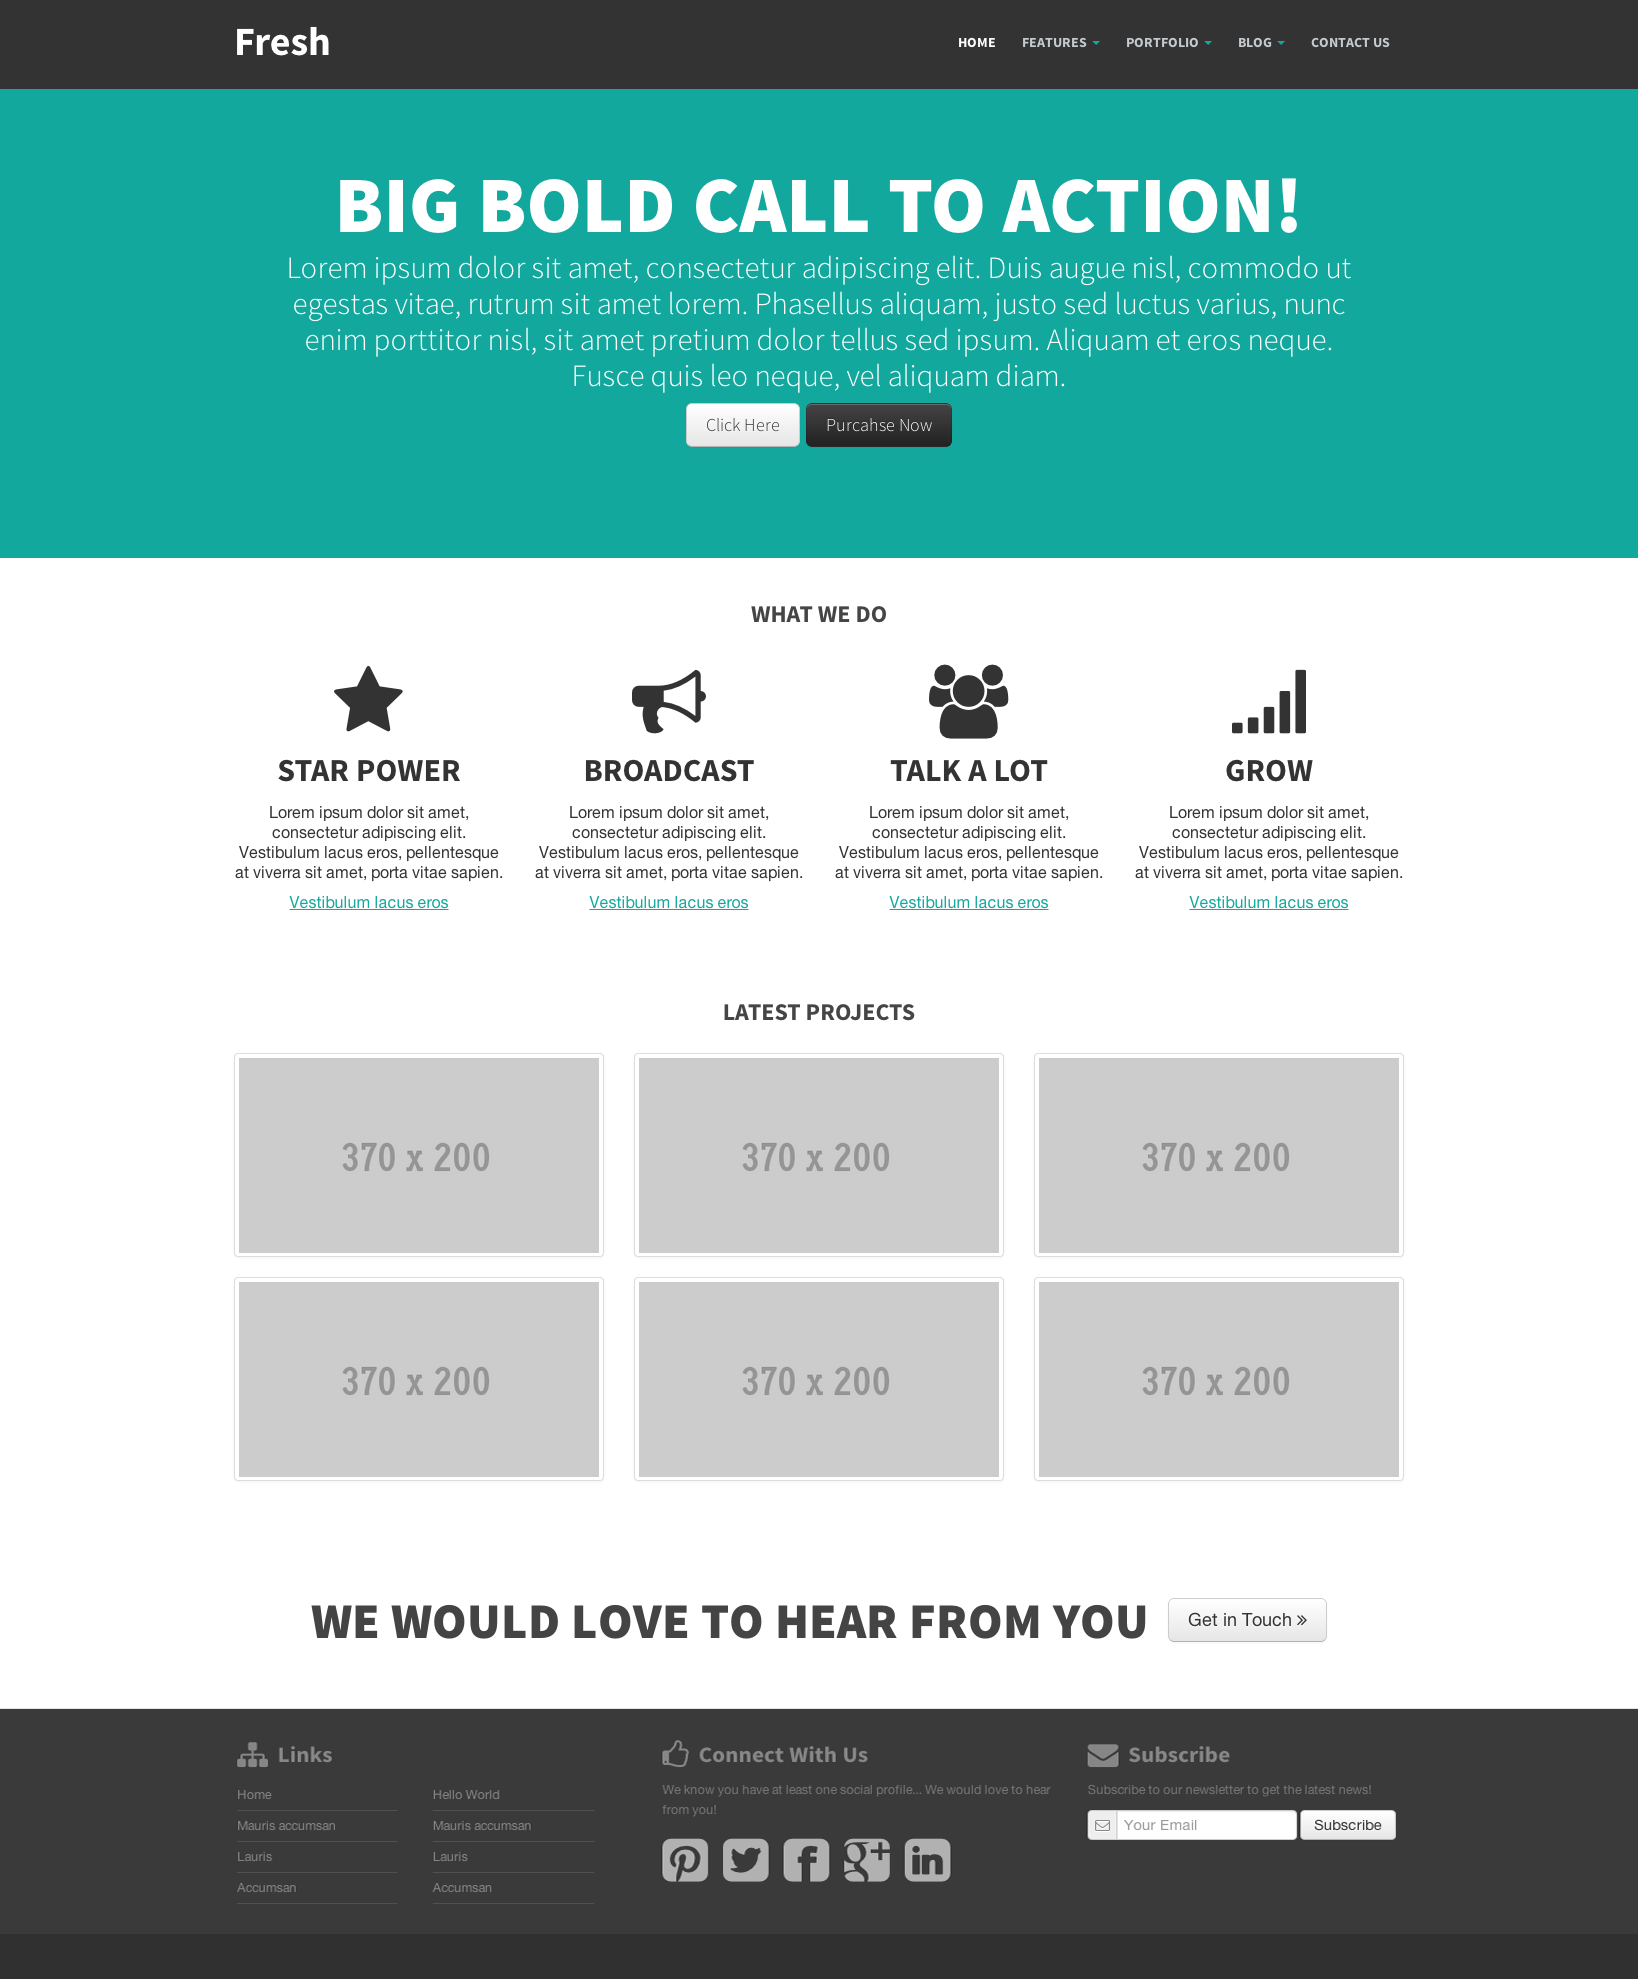 Fresh
HOME FEATURES PORTFOLIO BLOG CONTACT US
BIG BOLD CALL TO ACTION!
Lorem ipsum dolor sit amet, consectetur adipiscing elit. Duis augue nisl, commodo ut
egestas vitae, rutrum sit amet lorem. Phasellus aliquam, justo sed luctus varius, nunc
enim porttitor nisl, sit amet pretium dolor tellus sed ipsum. Aliquam et eros neque.
Fusce quis leo neque, vel aliquam diam.
Click Here
Purcahse Now
WHAT WE DO
STAR POWER
Lorem ipsum dolor sit amet,
consectetur adipiscing elit.
Vestibulum lacus eros, pellentesque
at viverra sit amet, porta vitae sapien.
Vestibulum lacus eros
BROADCAST
Lorem ipsum dolor sit amet,
consectetur adipiscing elit.
Vestibulum lacus eros, pellentesque
at viverra sit amet, porta vitae sapien.
Vestibulum lacus eros
TALK A LOT
Lorem ipsum dolor sit amet,
consectetur adipiscing elit.
Vestibulum lacus eros, pellentesque
at viverra sit amet, porta vitae sapien.
Vestibulum lacus eros
GROW
Lorem ipsum dolor sit amet,
consectetur adipiscing elit.
Vestibulum lacus eros, pellentesque
at viverra sit amet, porta vitae sapien.
Vestibulum lacus eros
LATEST PROJECTS
370 x 200
370 x 200
370 x 200
370 x 200
370 x 200
370 x 200
WE WOULD LOVE TO HEAR FROM YOU
Get in Touch »
Links
Home
Mauris accumsan
Lauris
Accumsan
Hello World
Mauris accumsan
Lauris
Accumsan
Connect With Us
We know you have at least one social profile... We would love to hear
from you!
Subscribe
Subscribe to our newsletter to get the latest news!
Your Email
Subscribe